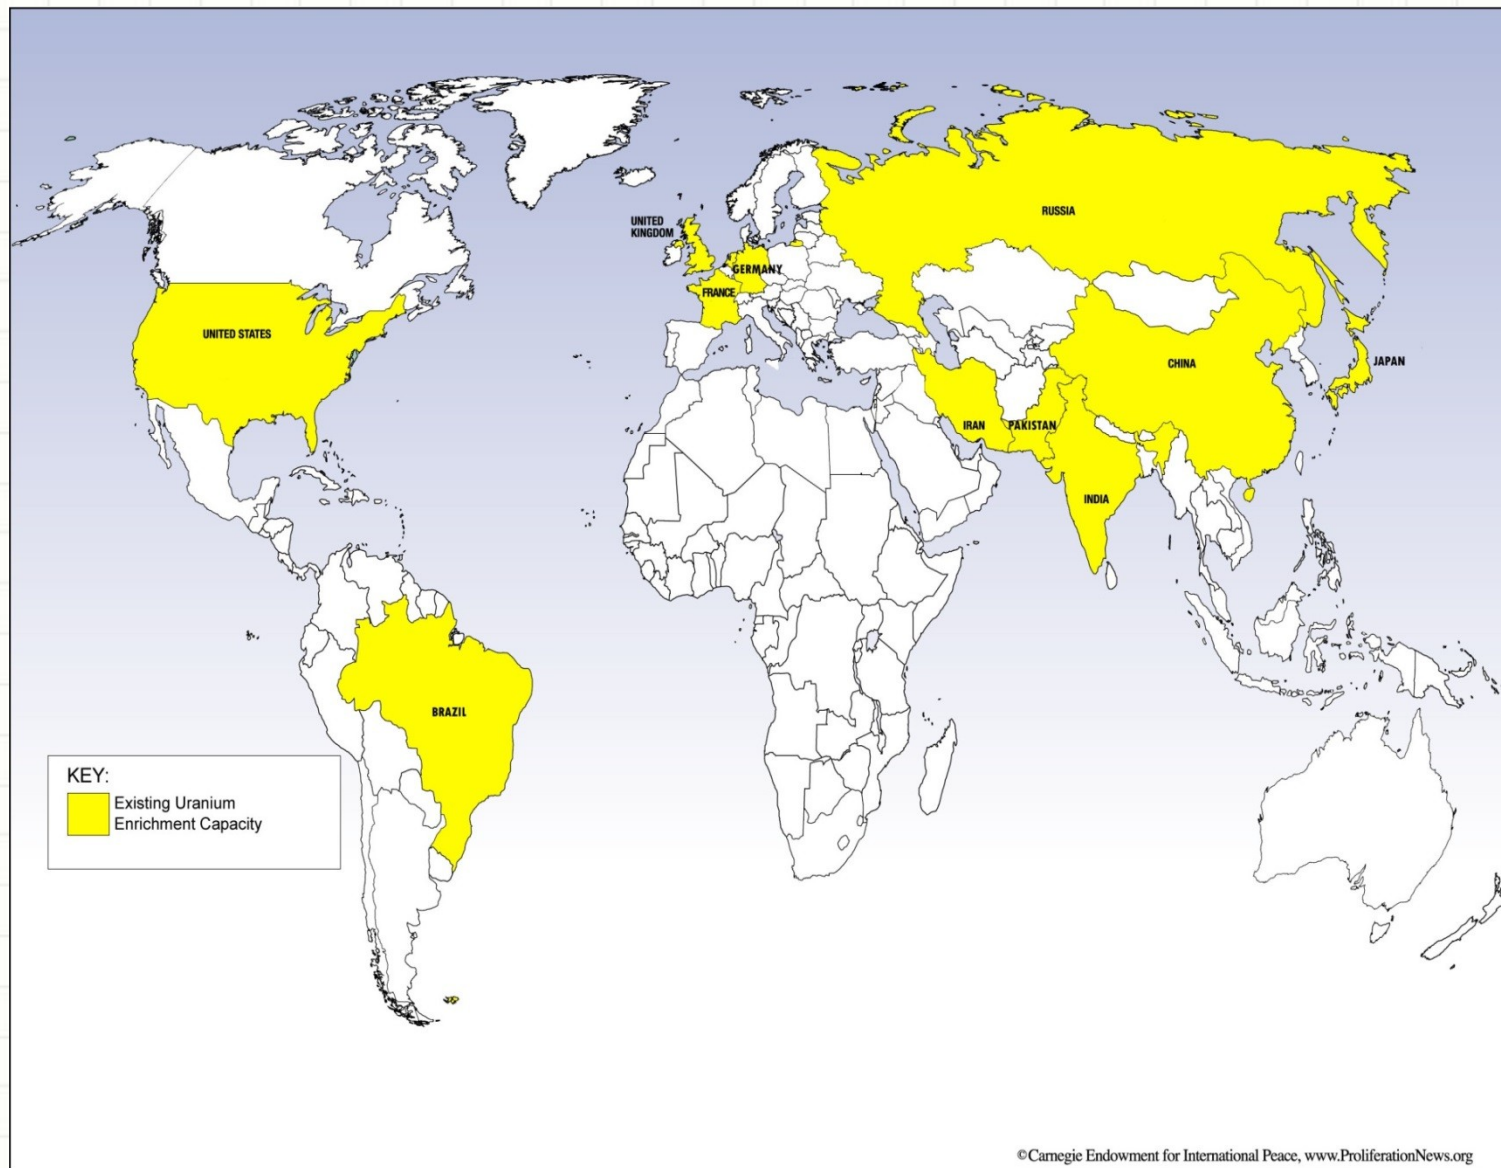 RUSSIA
UNITED
KINGDOM
GERMANY
FRANCE
UNITED STATES
CHINA
JAPAN
IRAN
PAKISTAN
INDIA
BRAZIL
KEY:
Existing Uranium
Enrichment Capacity
©Carnegie Endowment for International Peace, www.ProliferationNews.org